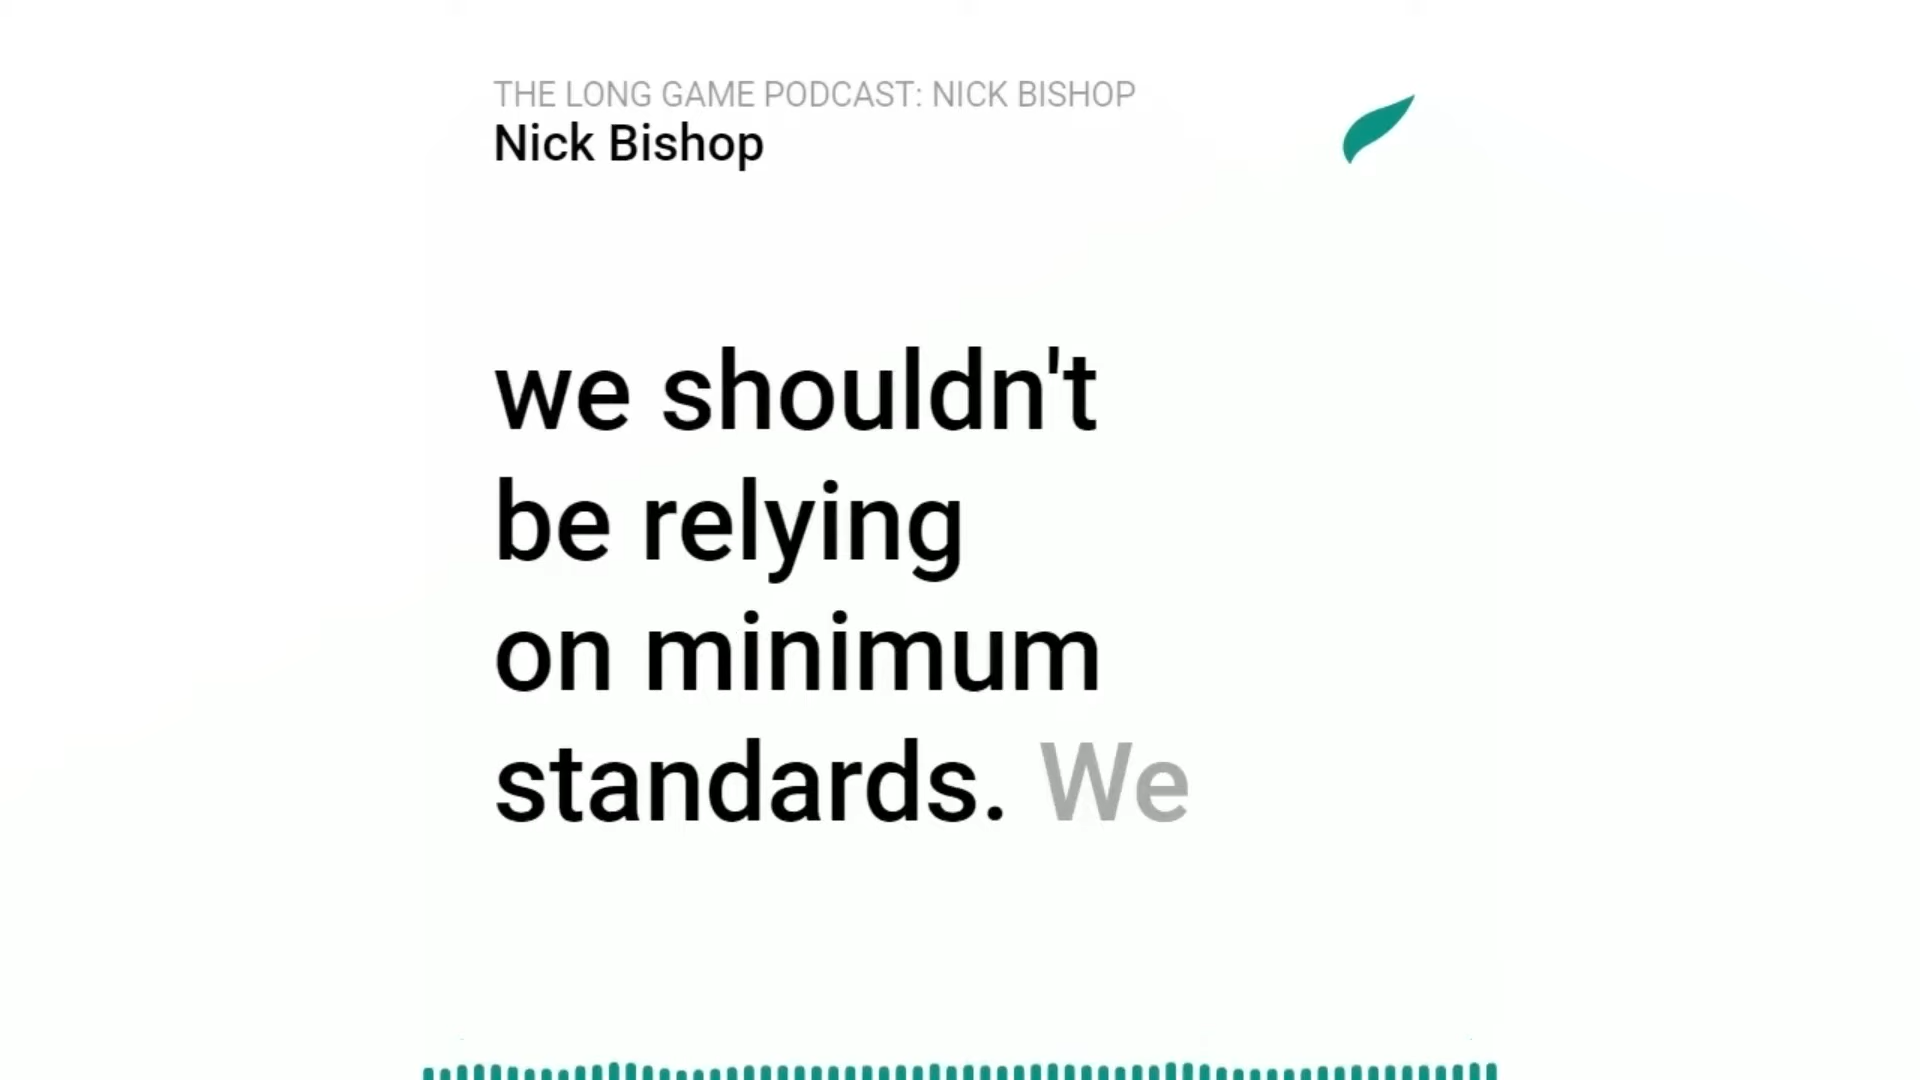 THE LONG GAME PODCAST: NICK BISHOP
Nick Bishop
we shouldn't
be relying
on minimum
standards. We